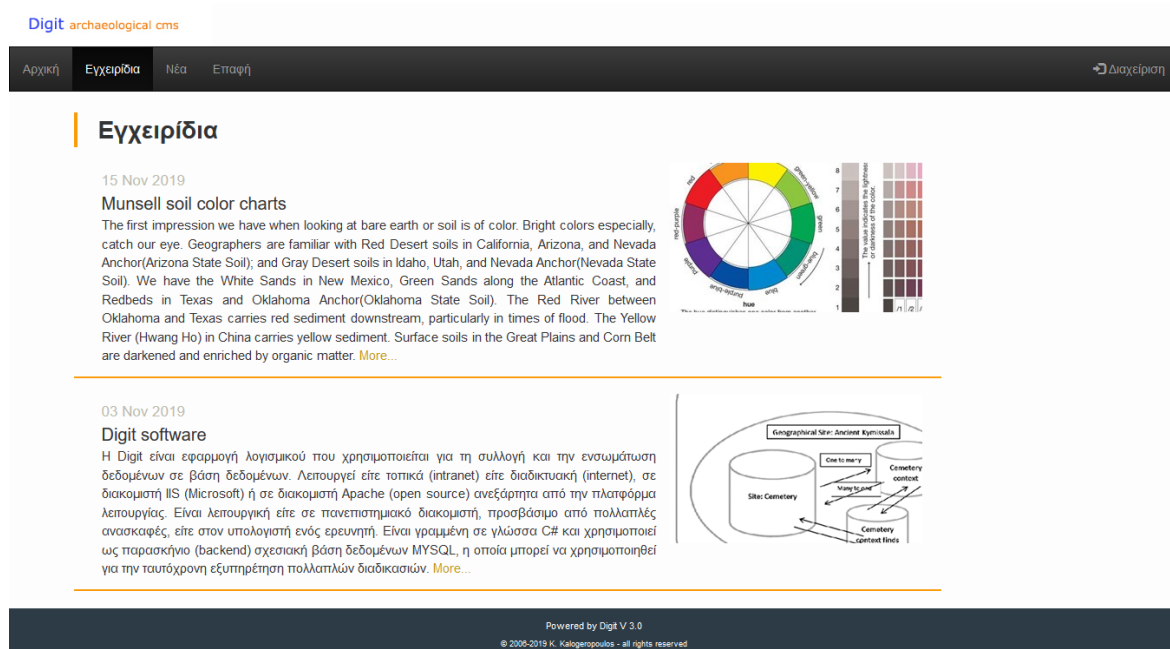 Digit archaeological cms
Αρχική Εγχειρίδια Νέα Επαφή Διαχείριση
Εγχειρίδια
15 Nov 2019
Munsell soil color charts
The first impression we have when looking at bare earth or soil is of color. Bright colors especially,
catch our eye. Geographers are familiar with Red Desert soils in California, Arizona, and Nevada
Anchor(Arizona State Soil); and Gray Desert soils in Idaho, Utah, and Nevada Anchor(Nevada State
Soil). We have the White Sands in New Mexico, Green Sands along the Atlantic Coast, and
Redbeds in Texas and Oklahoma Anchor(Oklahoma State Soil). The Red River between
Oklahoma and Texas carries red sediment downstream, particularly in times of flood. The Yellow
River (Hwang Ho) in China carries yellow sediment. Surface soils in the Great Plains and Corn Belt
are darkened and enriched by organic matter. More...
red
green-yellow
green
blue-green
blue
purple-blue
purple
red-purple
hue
The value indicates the lightness
or darkness of the color.
8
7
6
5
4
3
2
1
/1 /2
03 Nov 2019
Digit software
Η Digit είναι εφαρμογή λογισμικού που χρησιμοποιείται για τη συλλογή και την ενσωμάτωση
δεδομένων σε βάση δεδομένων. Λειτουργεί είτε τοπικά (intranet) είτε διαδικτυακή (internet), σε
διακομιστή IIS (Microsoft) ή σε διακομιστή Apache (open source) ανεξάρτητα από την πλατφόρμα
λειτουργίας. Είναι λειτουργική είτε σε πανεπιστημιακό διακομιστή, προσβάσιμο από πολλαπλές
ανασκαφές, είτε στον υπολογιστή ενός ερευνητή. Είναι γραμμένη σε γλώσσα C# και χρησιμοποιεί
ως παρασκήνιο (backend) σχεσιακή βάση δεδομένων MYSQL, η οποία μπορεί να χρησιμοποιηθεί
για την ταυτόχρονη εξυπηρέτηση πολλαπλών διαδικασιών. More...
Geographical Site: Ancient Kymissala
One to many
Cemetery
context
Many to one
Site: Cemetery
Cemetery
context finds
Powered by Digit V 3.0
© 2006-2019 K. Kalogeropoulos - all rights reserved